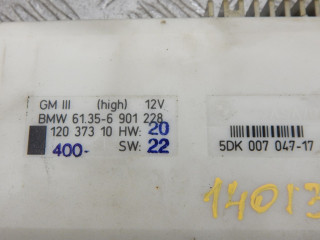 GM III (high) 12V
BMW 61.35-6 901 228
120 373 10 HW: 20
400- SW: 22
5DK 007 047-17
14013